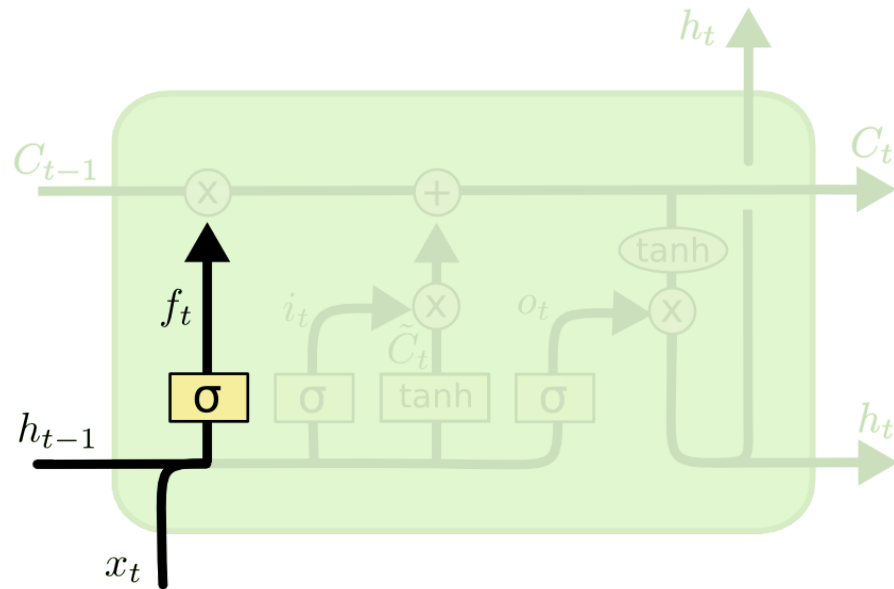 h_t
C_{t-1}
C_t
x
+
tanh
f_t
i_t
x
o_t
x
C̃_t
σ
σ
tanh
σ
h_{t-1}
h_t
x_t